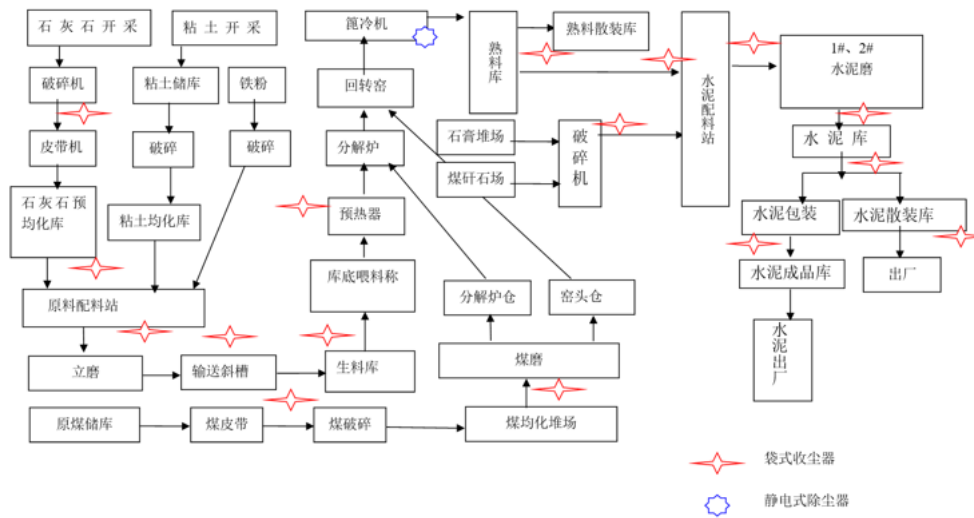 石灰石开采
粘土开采
篦冷机
熟料库
熟料散装库
水泥配料站
1#、2#
水泥磨
破碎机
粘土储库
铁粉
回转窑
皮带机
破碎
破碎
分解炉
石膏堆场
煤矸石场
破碎机
水泥库
石灰石预
均化库
粘土均化库
预热器
水泥包装
水泥散装库
库底喂料称
水泥成品库
出厂
原料配料站
分解炉仓
窑头仓
水泥出厂
立磨
输送斜槽
生料库
煤磨
原煤储库
煤皮带
煤破碎
煤均化堆场
袋式收尘器
静电式除尘器